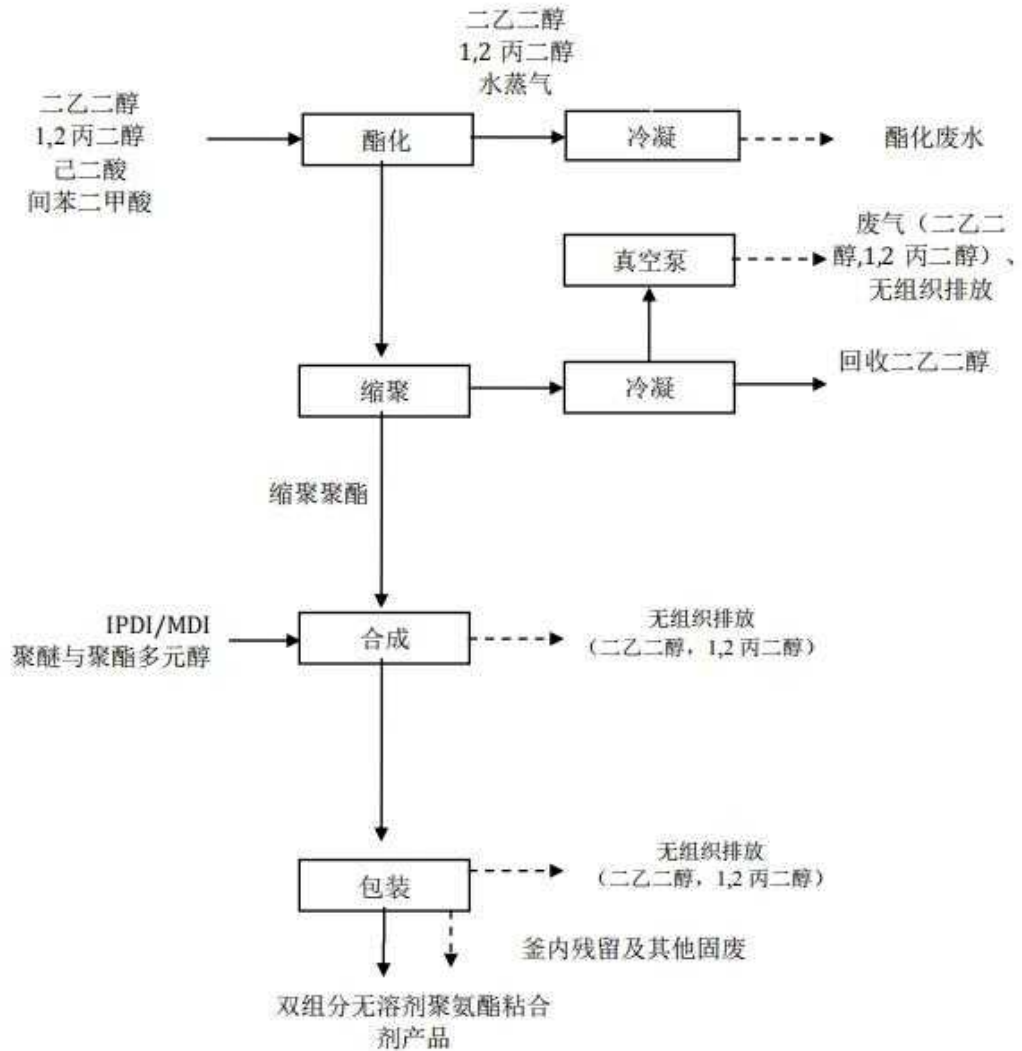 二乙二醇
1,2 丙二醇
水蒸气
二乙二醇
1,2 丙二醇
己二酸
间苯二甲酸
酯化
冷凝
酯化废水
真空泵
废气（二乙二
醇,1,2 丙二醇）、
无组织排放
缩聚
冷凝
回收二乙二醇
缩聚聚酯
IPDI/MDI
聚醚与聚酯多元醇
合成
无组织排放
（二乙二醇，1,2 丙二醇）
包装
无组织排放
（二乙二醇，1,2 丙二醇）
釜内残留及其他固废
双组分无溶剂聚氨酯粘合
剂产品